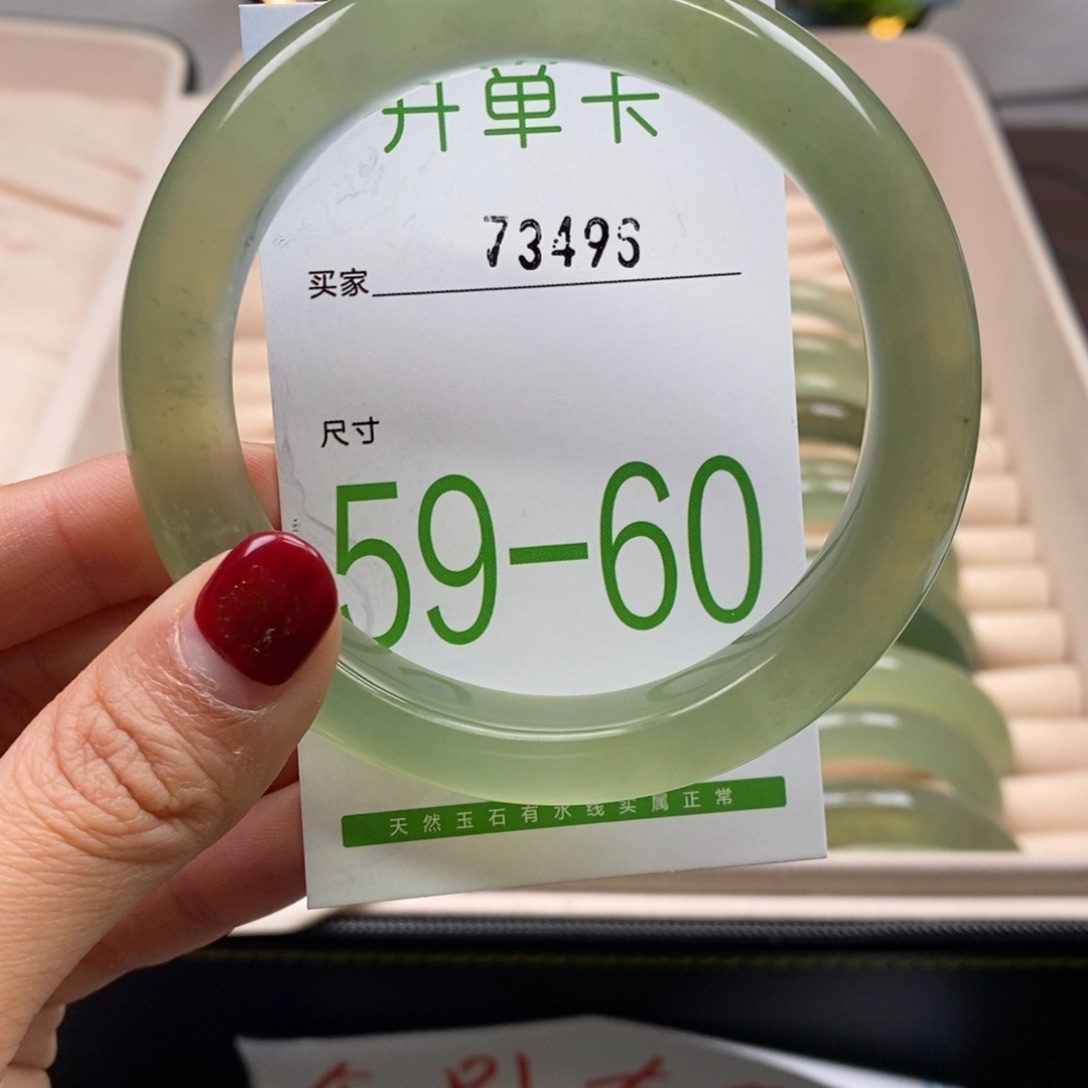 开单卡
73496
买家
尺寸
59-60
天然玉石有水线实属正常